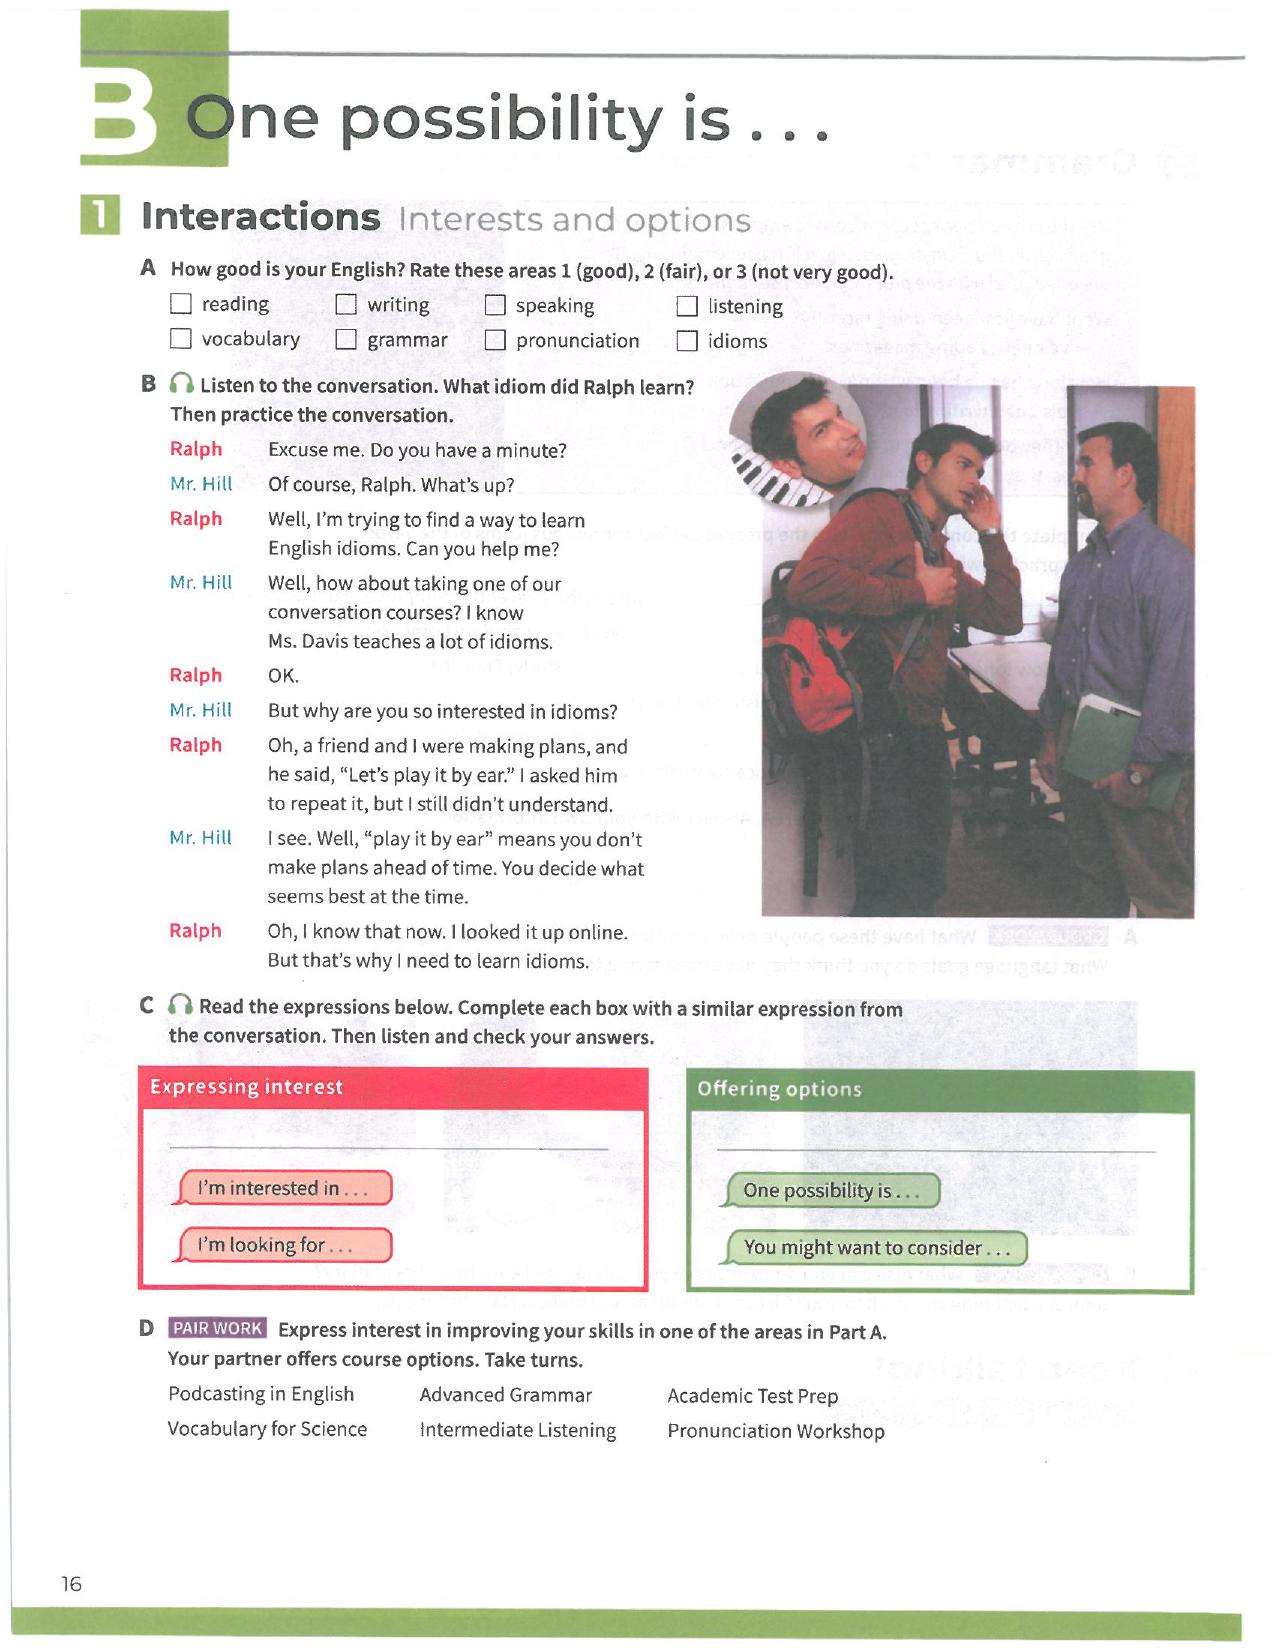 B One possibility is . . .
1 Interactions Interests and options
A How good is your English? Rate these areas 1 (good), 2 (fair), or 3 (not very good).
reading writing speaking listening
vocabulary grammar pronunciation idioms
B Listen to the conversation. What idiom did Ralph learn?
Then practice the conversation.
Ralph Excuse me. Do you have a minute?
Mr. Hill Of course, Ralph. What's up?
Ralph Well, I'm trying to find a way to learn
English idioms. Can you help me?
Mr. Hill Well, how about taking one of our
conversation courses? I know
Ms. Davis teaches a lot of idioms.
Ralph OK.
Mr. Hill But why are you so interested in idioms?
Ralph Oh, a friend and I were making plans, and
he said, “Let's play it by ear.” I asked him
to repeat it, but I still didn't understand.
Mr. Hill I see. Well, “play it by ear” means you don't
make plans ahead of time. You decide what
seems best at the time.
Ralph Oh, I know that now. I looked it up online.
But that's why I need to learn idioms.
C Read the expressions below. Complete each box with a similar expression from
the conversation. Then listen and check your answers.
Expressing interest
I'm interested in . . .
I'm looking for . . .
Offering options
One possibility is . . .
You might want to consider . . .
D PAIR WORK Express interest in improving your skills in one of the areas in Part A.
Your partner offers course options. Take turns.
Podcasting in English Advanced Grammar Academic Test Prep
Vocabulary for Science Intermediate Listening Pronunciation Workshop
16